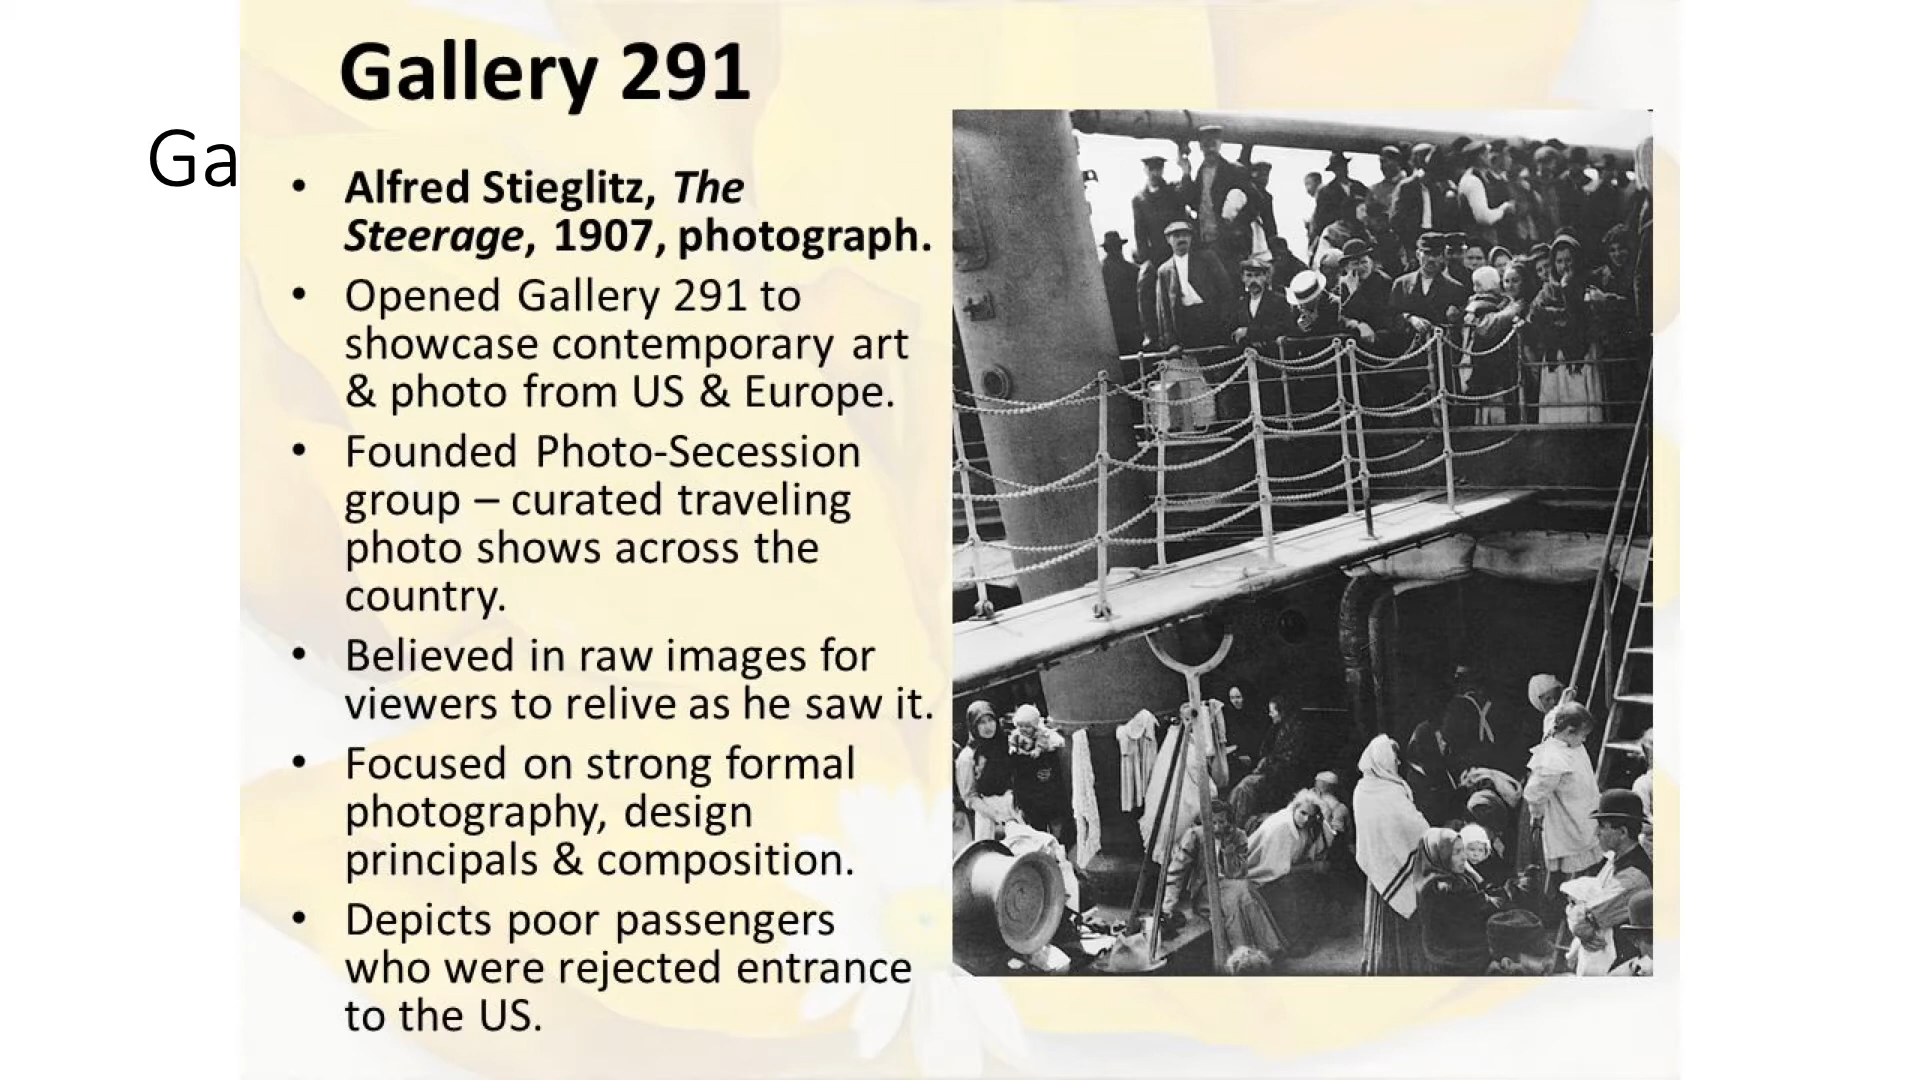 Gallery 291
Ga
• Alfred Stieglitz, The
Steerage, 1907, photograph.
• Opened Gallery 291 to
showcase contemporary art
& photo from US & Europe.
• Founded Photo-Secession
group – curated traveling
photo shows across the
country.
• Believed in raw images for
viewers to relive as he saw it.
• Focused on strong formal
photography, design
principals & composition.
• Depicts poor passengers
who were rejected entrance
to the US.